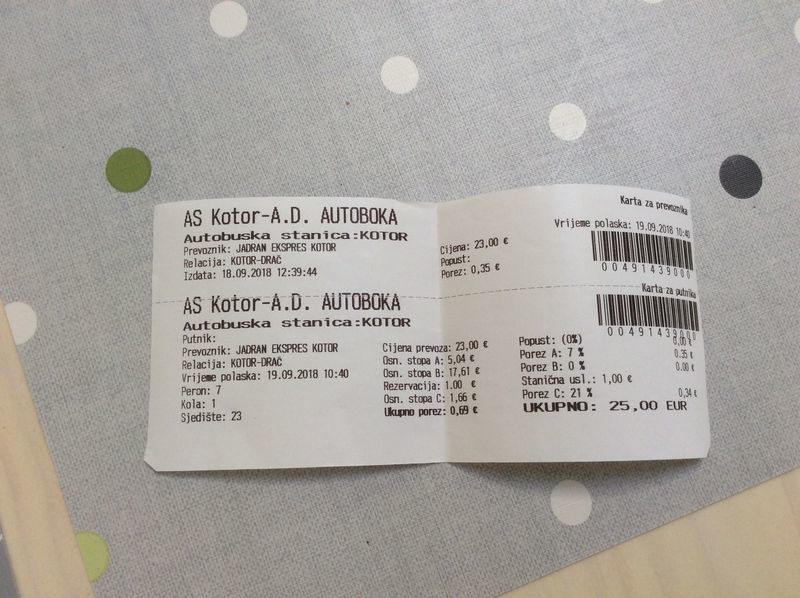 AS Kotor-A.D. AUTOBOKA
Autobuska stanica:KOTOR
Prevoznik: JADRAN EKSPRES KOTOR
Relacija: KOTOR-DRAČ
Izdata: 18.09.2018 12:39:44
Cijena: 23,00 €
Popust:
Porez: 0,35 €
Karta za prevoznika
Vrijeme polaska: 19.09.2018 10:40
00491439000
AS Kotor-A.D. AUTOBOKA
Autobuska stanica:KOTOR
Putnik:
Prevoznik: JADRAN EKSPRES KOTOR
Relacija: KOTOR-DRAČ
Vrijeme polaska: 19.09.2018 10:40
Peron: 7
Kola: 1
Sjedište: 23
Cijena prevoza: 23,00 €
Osn. stopa A: 5,04 €
Osn. stopa B: 17,61 €
Rezervacija: 1.00 €
Osn. stopa C: 1,66 €
Ukupno porez: 0,69 €
Karta za putnika
00491439000
Popust: (0%) 0,00 €
Porez A: 7 % 0.35 €
Porez B: 0 % 0.00 €
Stanična usl.: 1,00 €
Porez C: 21 % 0,34 €
UKUPNO: 25,00 EUR